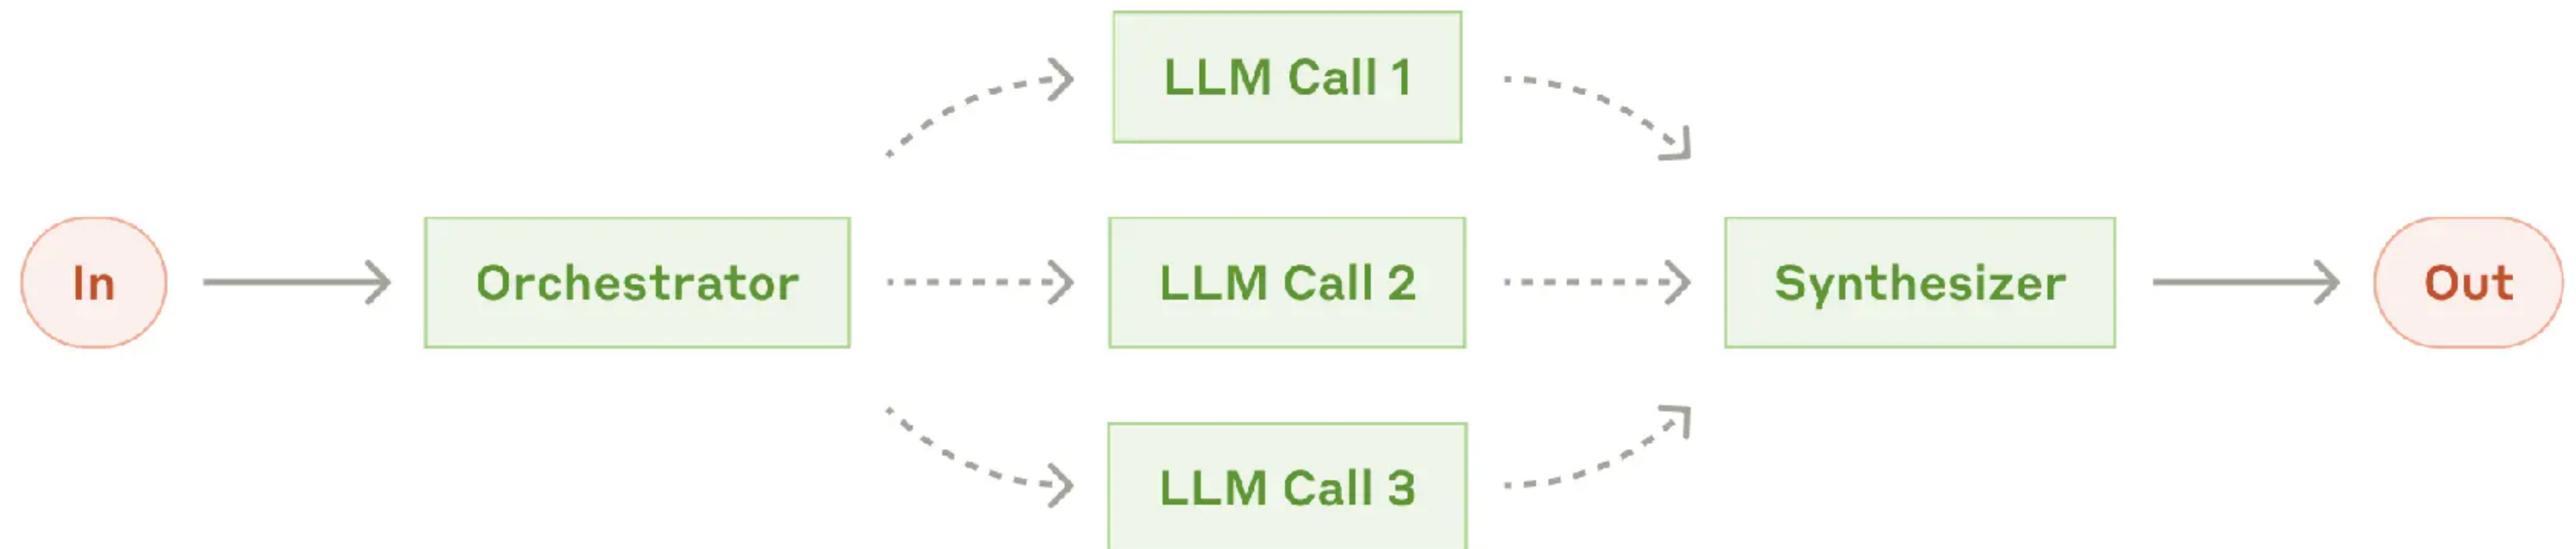 In
Orchestrator
LLM Call 1
LLM Call 2
LLM Call 3
Synthesizer
Out